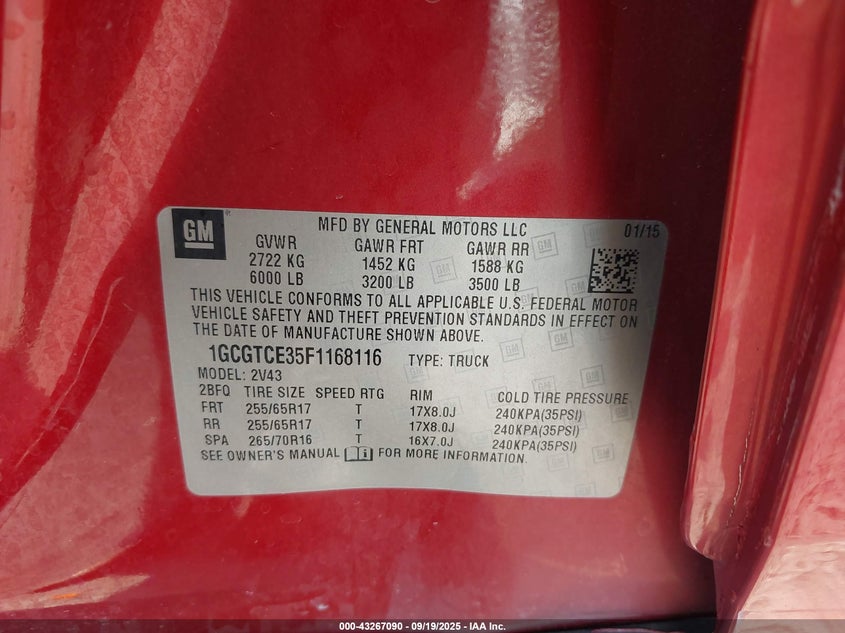 GM
MFD BY GENERAL MOTORS LLC 01/15
GVWR GAWR FRT GAWR RR
2722 KG 1452 KG 1588 KG
6000 LB 3200 LB 3500 LB
THIS VEHICLE CONFORMS TO ALL APPLICABLE U.S. FEDERAL MOTOR
VEHICLE SAFETY AND THEFT PREVENTION STANDARDS IN EFFECT ON
THE DATE OF MANUFACTURE SHOWN ABOVE.
1GCGTCE35F1168116 TYPE: TRUCK
MODEL: 2V43
2BFQ TIRE SIZE SPEED RTG RIM COLD TIRE PRESSURE
FRT 255/65R17 T 17X8.0J 240KPA(35PSI)
RR 255/65R17 T 17X8.0J 240KPA(35PSI)
SPA 265/70R16 T 16X7.0J 240KPA(35PSI)
SEE OWNER'S MANUAL FOR MORE INFORMATION.
000-43267090 - 09/19/2025 - IAA Inc.